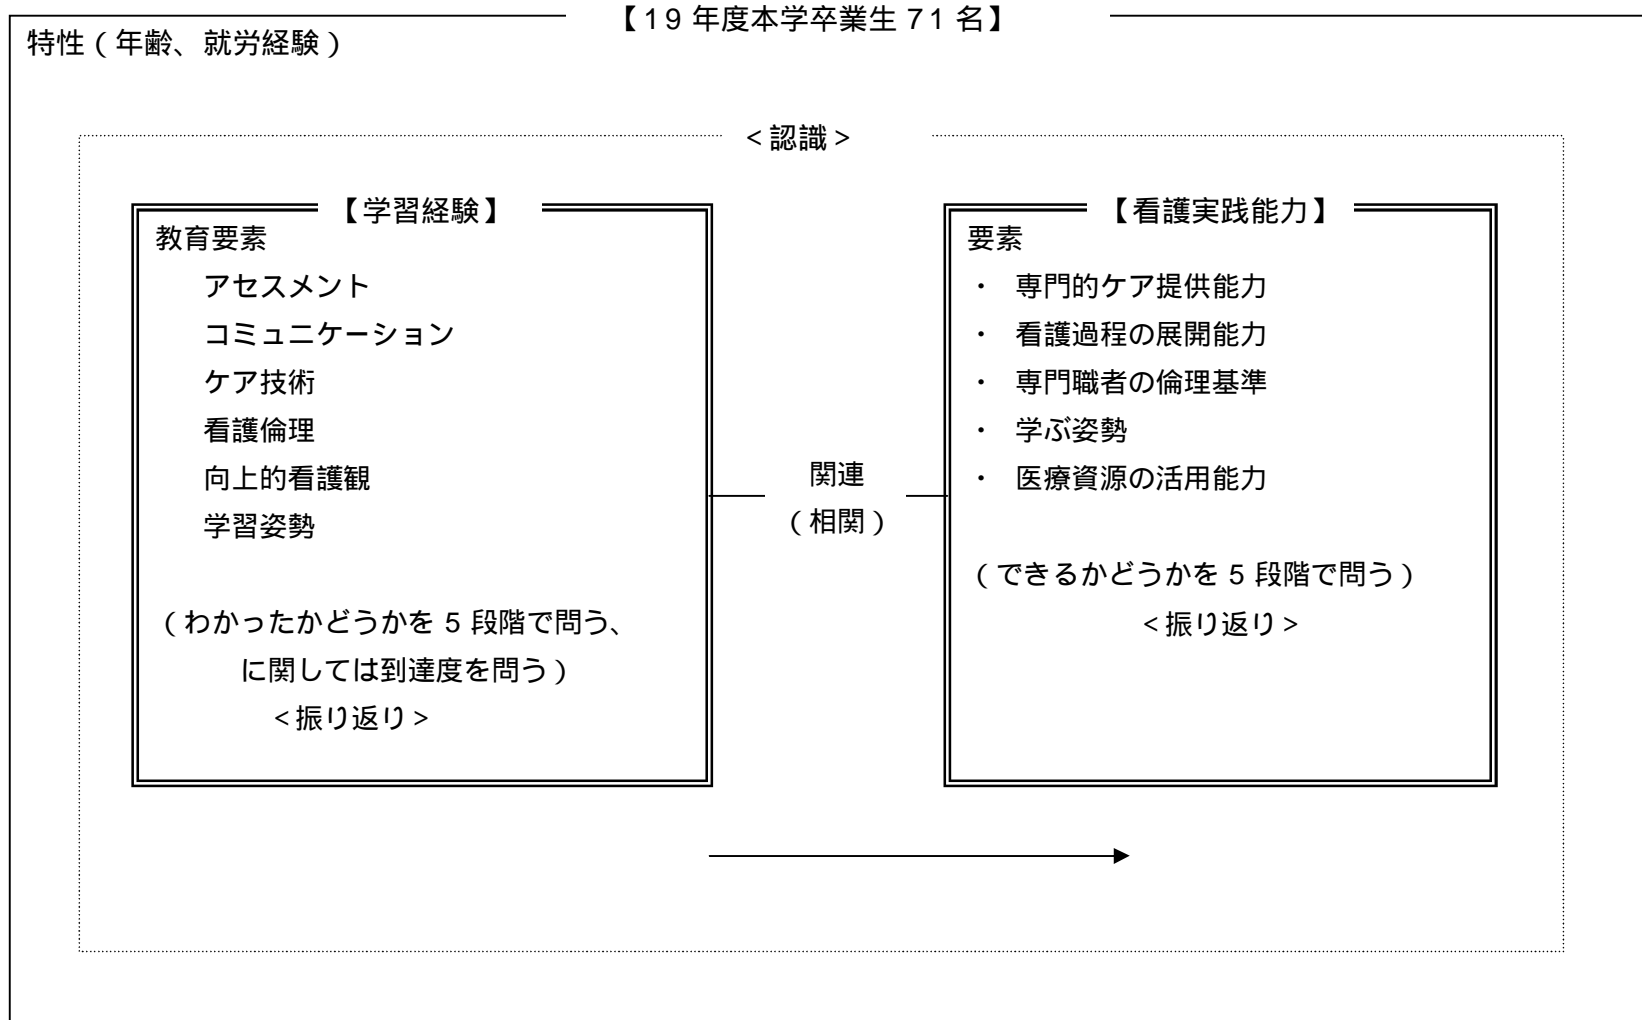 【19年度本学卒業生71名】
特性(年齢、就労経験)
<認識>
【学習経験】
教育要素
アセスメント
コミュニケーション
ケア技術
看護倫理
向上的看護観
学習姿勢
(わかったかどうかを5段階で問う、
に関しては到達度を問う)
<振り返り>
関連
(相関)
【看護実践能力】
要素
・ 専門的ケア提供能力
・ 看護過程の展開能力
・ 専門職者の倫理基準
・ 学ぶ姿勢
・ 医療資源の活用能力
(できるかどうかを5段階で問う)
<振り返り>